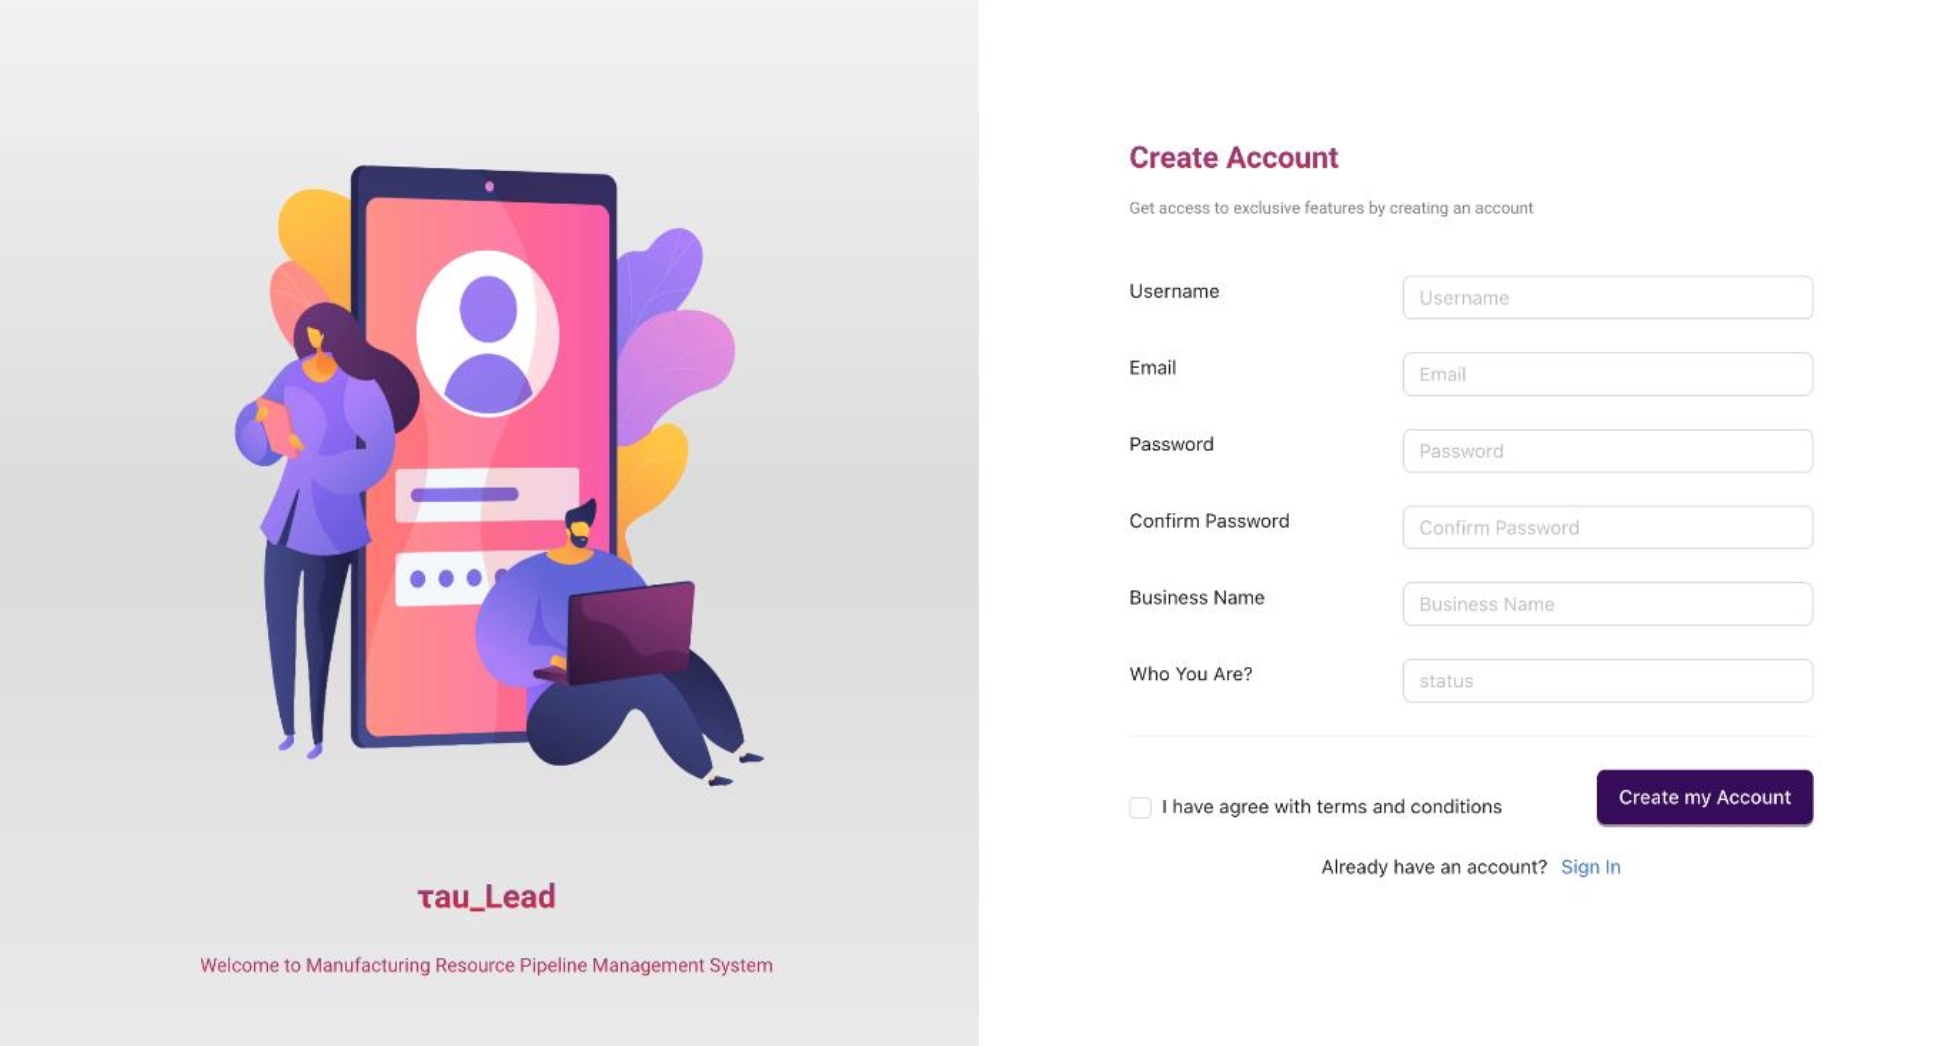 τau_Lead
Welcome to Manufacturing Resource Pipeline Management System
Create Account
Get access to exclusive features by creating an account
Username
Username
Email
Email
Password
Password
Confirm Password
Confirm Password
Business Name
Business Name
Who You Are?
status
I have agree with terms and conditions
Create my Account
Already have an account? Sign In